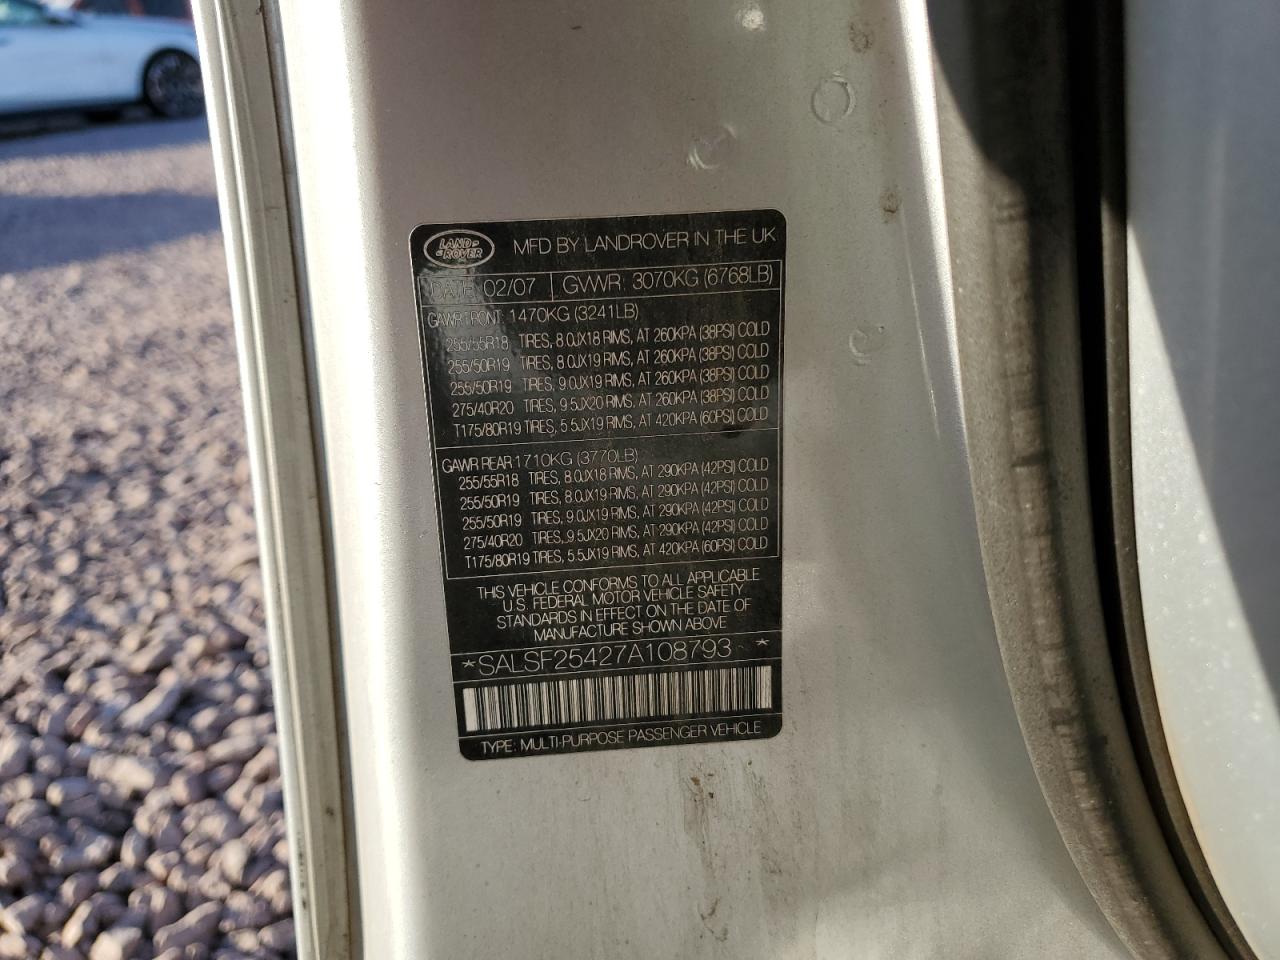 LAND ROVER
MFD BY LANDROVER IN THE UK
DATE: 02/07 GVWR: 3070KG (6768LB)
GAWR FRONT: 1470KG (3241LB)
255/55R18 TIRES, 8.0JX18 RIMS, AT 260KPA (38PSI) COLD
255/50R19 TIRES, 8.0JX19 RIMS, AT 260KPA (38PSI) COLD
255/50R19 TIRES, 9.0JX19 RIMS, AT 260KPA (38PSI) COLD
275/40R20 TIRES, 9.5JX20 RIMS, AT 260KPA (38PSI) COLD
T175/80R19 TIRES, 5.5JX19 RIMS, AT 420KPA (60PSI) COLD
GAWR REAR 1710KG (3770LB)
255/55R18 TIRES, 8.0JX18 RIMS, AT 290KPA (42PSI) COLD
255/50R19 TIRES, 8.0JX19 RIMS, AT 290KPA (42PSI) COLD
255/50R19 TIRES, 9.0JX19 RIMS, AT 290KPA (42PSI) COLD
275/40R20 TIRES, 9.5JX20 RIMS, AT 290KPA (42PSI) COLD
T175/80R19 TIRES, 5.5JX19 RIMS, AT 420KPA (60PSI) COLD
THIS VEHICLE CONFORMS TO ALL APPLICABLE
U.S. FEDERAL MOTOR VEHICLE SAFETY
STANDARDS IN EFFECT ON THE DATE OF
MANUFACTURE SHOWN ABOVE
*SALSF25427A108793 *
TYPE: MULTI-PURPOSE PASSENGER VEHICLE